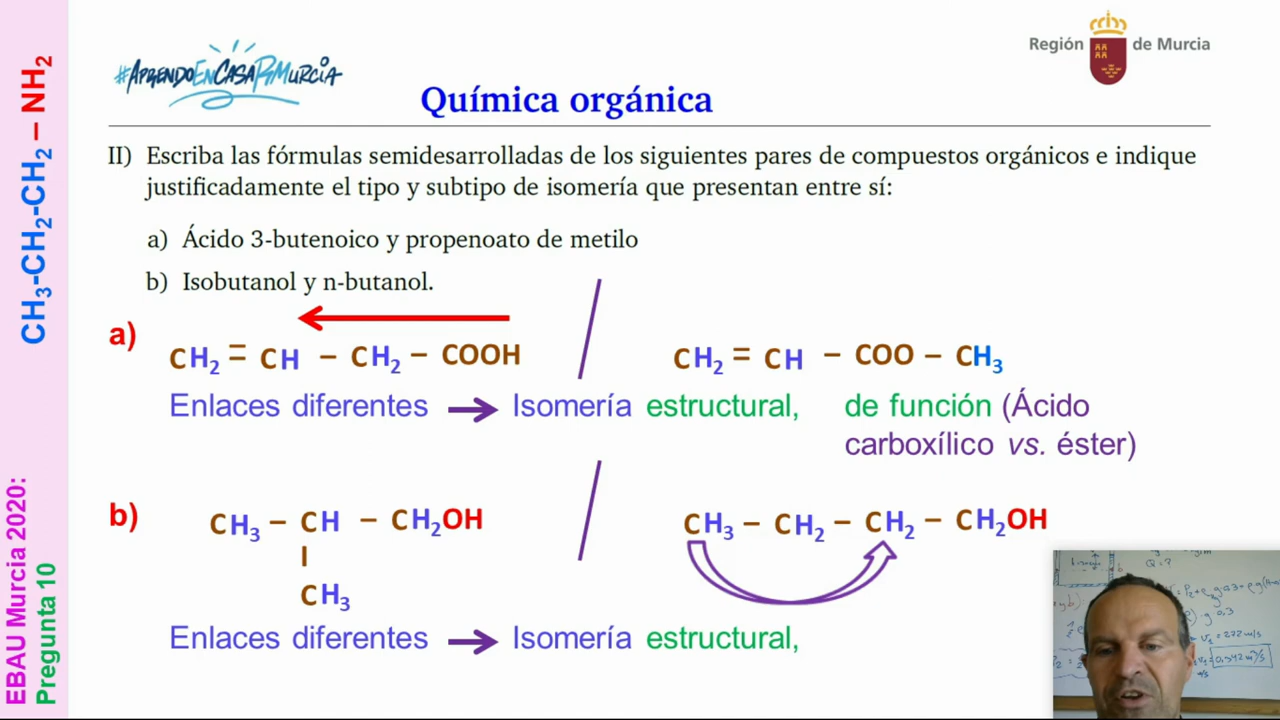 #AprendoEnCasaRMurcia
Región de Murcia
Química orgánica
CH3-CH2-CH2 – NH2
EBAU Murcia 2020:
Pregunta 10
II) Escriba las fórmulas semidesarrolladas de los siguientes pares de compuestos orgánicos e indique
justificadamente el tipo y subtipo de isomería que presentan entre sí:
a) Ácido 3-butenoico y propenoato de metilo
b) Isobutanol y n-butanol.
a)
CH2 = CH – CH2 – COOH
CH2 = CH – COO – CH3
Enlaces diferentes → Isomería estructural, de función (Ácido
carboxílico vs. éster)
b)
CH3 – CH – CH2OH
CH3 – CH2 – CH2 – CH2OH
CH3
Enlaces diferentes → Isomería estructural,